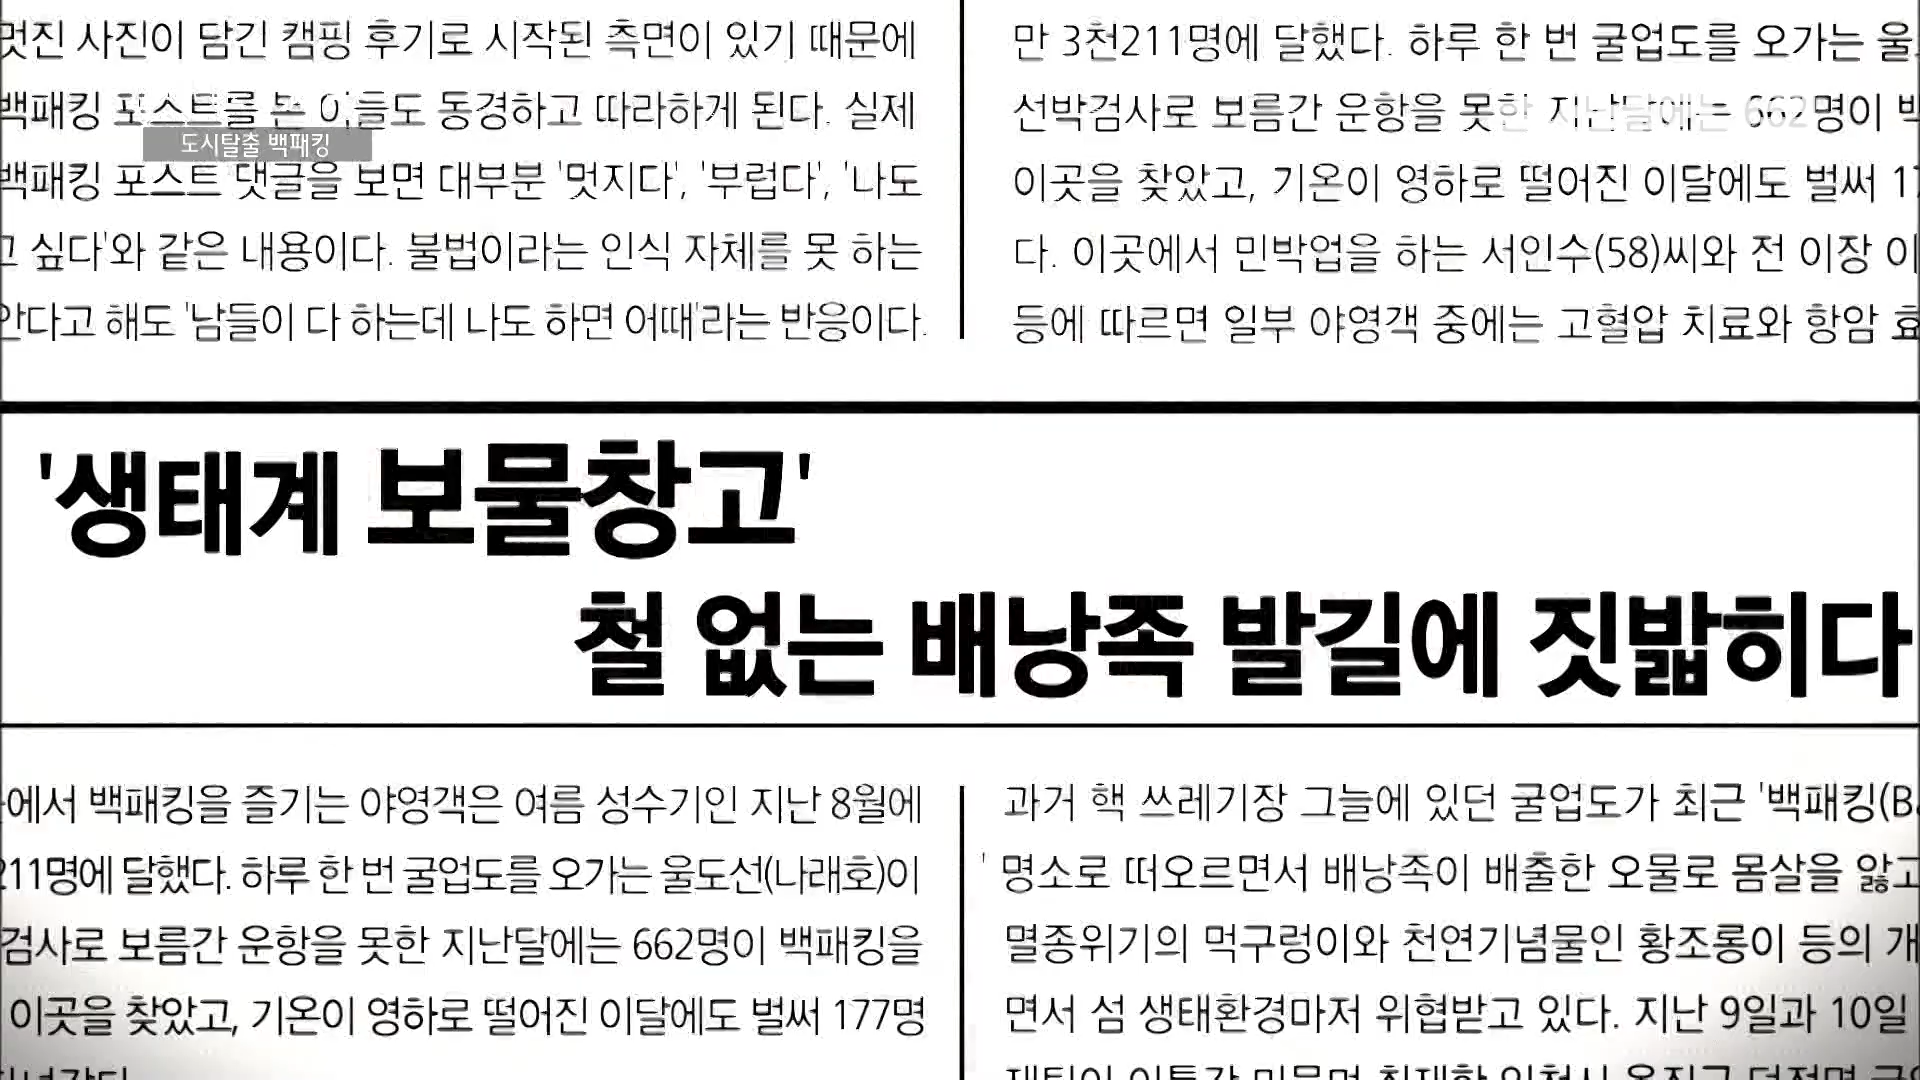 멋진 사진이 담긴 캠핑 후기로 시작된 측면이 있기 때문에
백패킹 포스트를 본 이들도 동경하고 따라하게 된다. 실제
도시탈출 백패킹
백패킹 포스트 댓글을 보면 대부분 '멋지다', '부럽다', '나도
고 싶다'와 같은 내용이다. 불법이라는 인식 자체를 못 하는
안다고 해도 '남들이 다 하는데 나도 하면 어때'라는 반응이다.
만 3천211명에 달했다. 하루 한 번 굴업도를 오가는 울
선박검사로 보름간 운항을 못한 지난달에는 662명이 백
이곳을 찾았고, 기온이 영하로 떨어진 이달에도 벌써 17
다. 이곳에서 민박업을 하는 서인수(58)씨와 전 이장 이
등에 따르면 일부 야영객 중에는 고혈압 치료와 항암 효
'생태계 보물창고'
철 없는 배낭족 발길에 짓밟히다
에서 백패킹을 즐기는 야영객은 여름 성수기인 지난 8월에
211명에 달했다. 하루 한 번 굴업도를 오가는 울도선(나래호)이
검사로 보름간 운항을 못한 지난달에는 662명이 백패킹을
이곳을 찾았고, 기온이 영하로 떨어진 이달에도 벌써 177명
과거 핵 쓰레기장 그늘에 있던 굴업도가 최근 '백패킹(Ba
' 명소로 떠오르면서 배낭족이 배출한 오물로 몸살을 앓고
멸종위기의 먹구렁이와 천연기념물인 황조롱이 등의 개
면서 섬 생태환경마저 위협받고 있다. 지난 9일과 10일